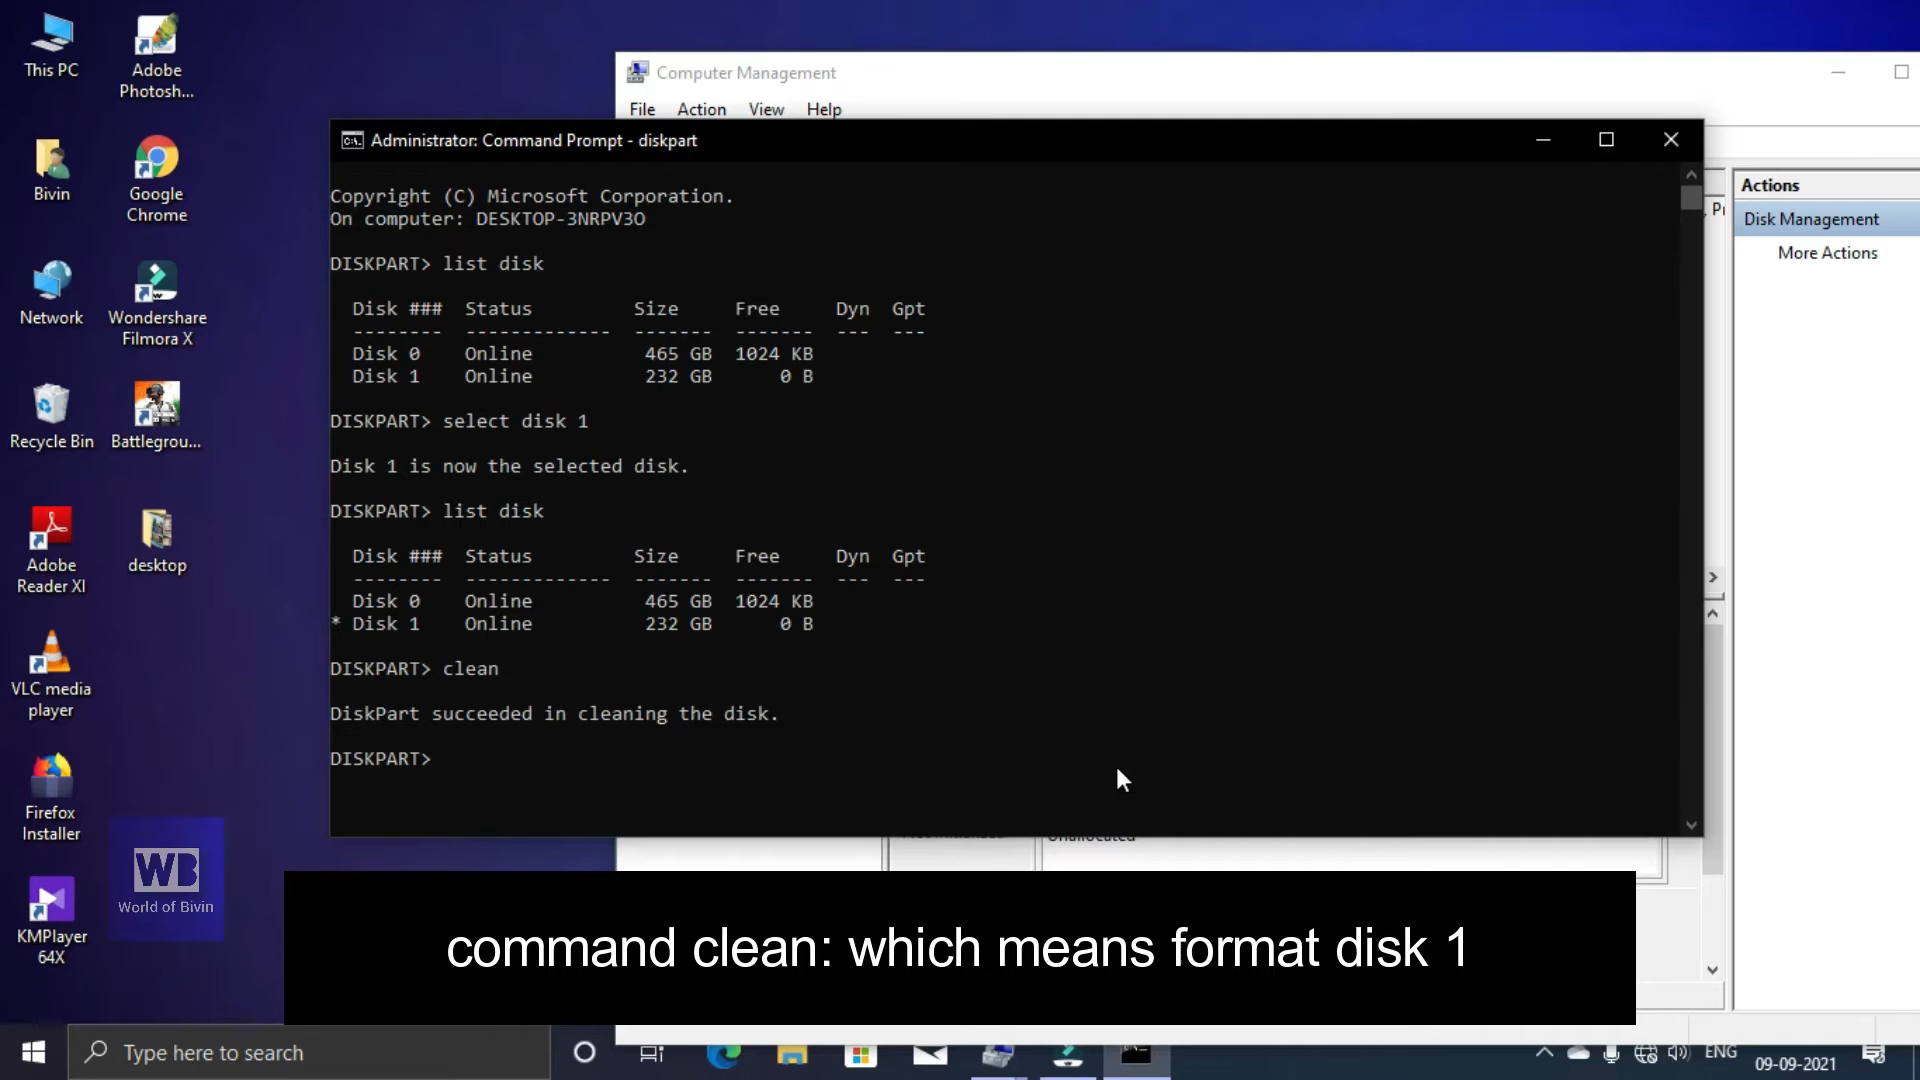 This PC
Adobe
Photosh...
Bivin
Google
Chrome
Network
Wondershare
Filmora X
Recycle Bin
Battlegrou...
Adobe
Reader XI
desktop
VLC media
player
Firefox
Installer
KMPlayer
64X
WB
World of Bivin
Computer Management
File Action View Help
Administrator: Command Prompt - diskpart
Copyright (C) Microsoft Corporation.
On computer: DESKTOP-3NRPV3O
DISKPART> list disk
Disk ### Status Size Free Dyn Gpt
-------- ------------- ------- ------- --- ---
Disk 0 Online 465 GB 1024 KB
Disk 1 Online 232 GB 0 B
DISKPART> select disk 1
Disk 1 is now the selected disk.
DISKPART> list disk
Disk ### Status Size Free Dyn Gpt
-------- ------------- ------- ------- --- ---
Disk 0 Online 465 GB 1024 KB
* Disk 1 Online 232 GB 0 B
DISKPART> clean
DiskPart succeeded in cleaning the disk.
DISKPART>
Actions
Disk Management
More Actions
Unallocated
command clean: which means format disk 1
Type here to search
ENG
09-09-2021